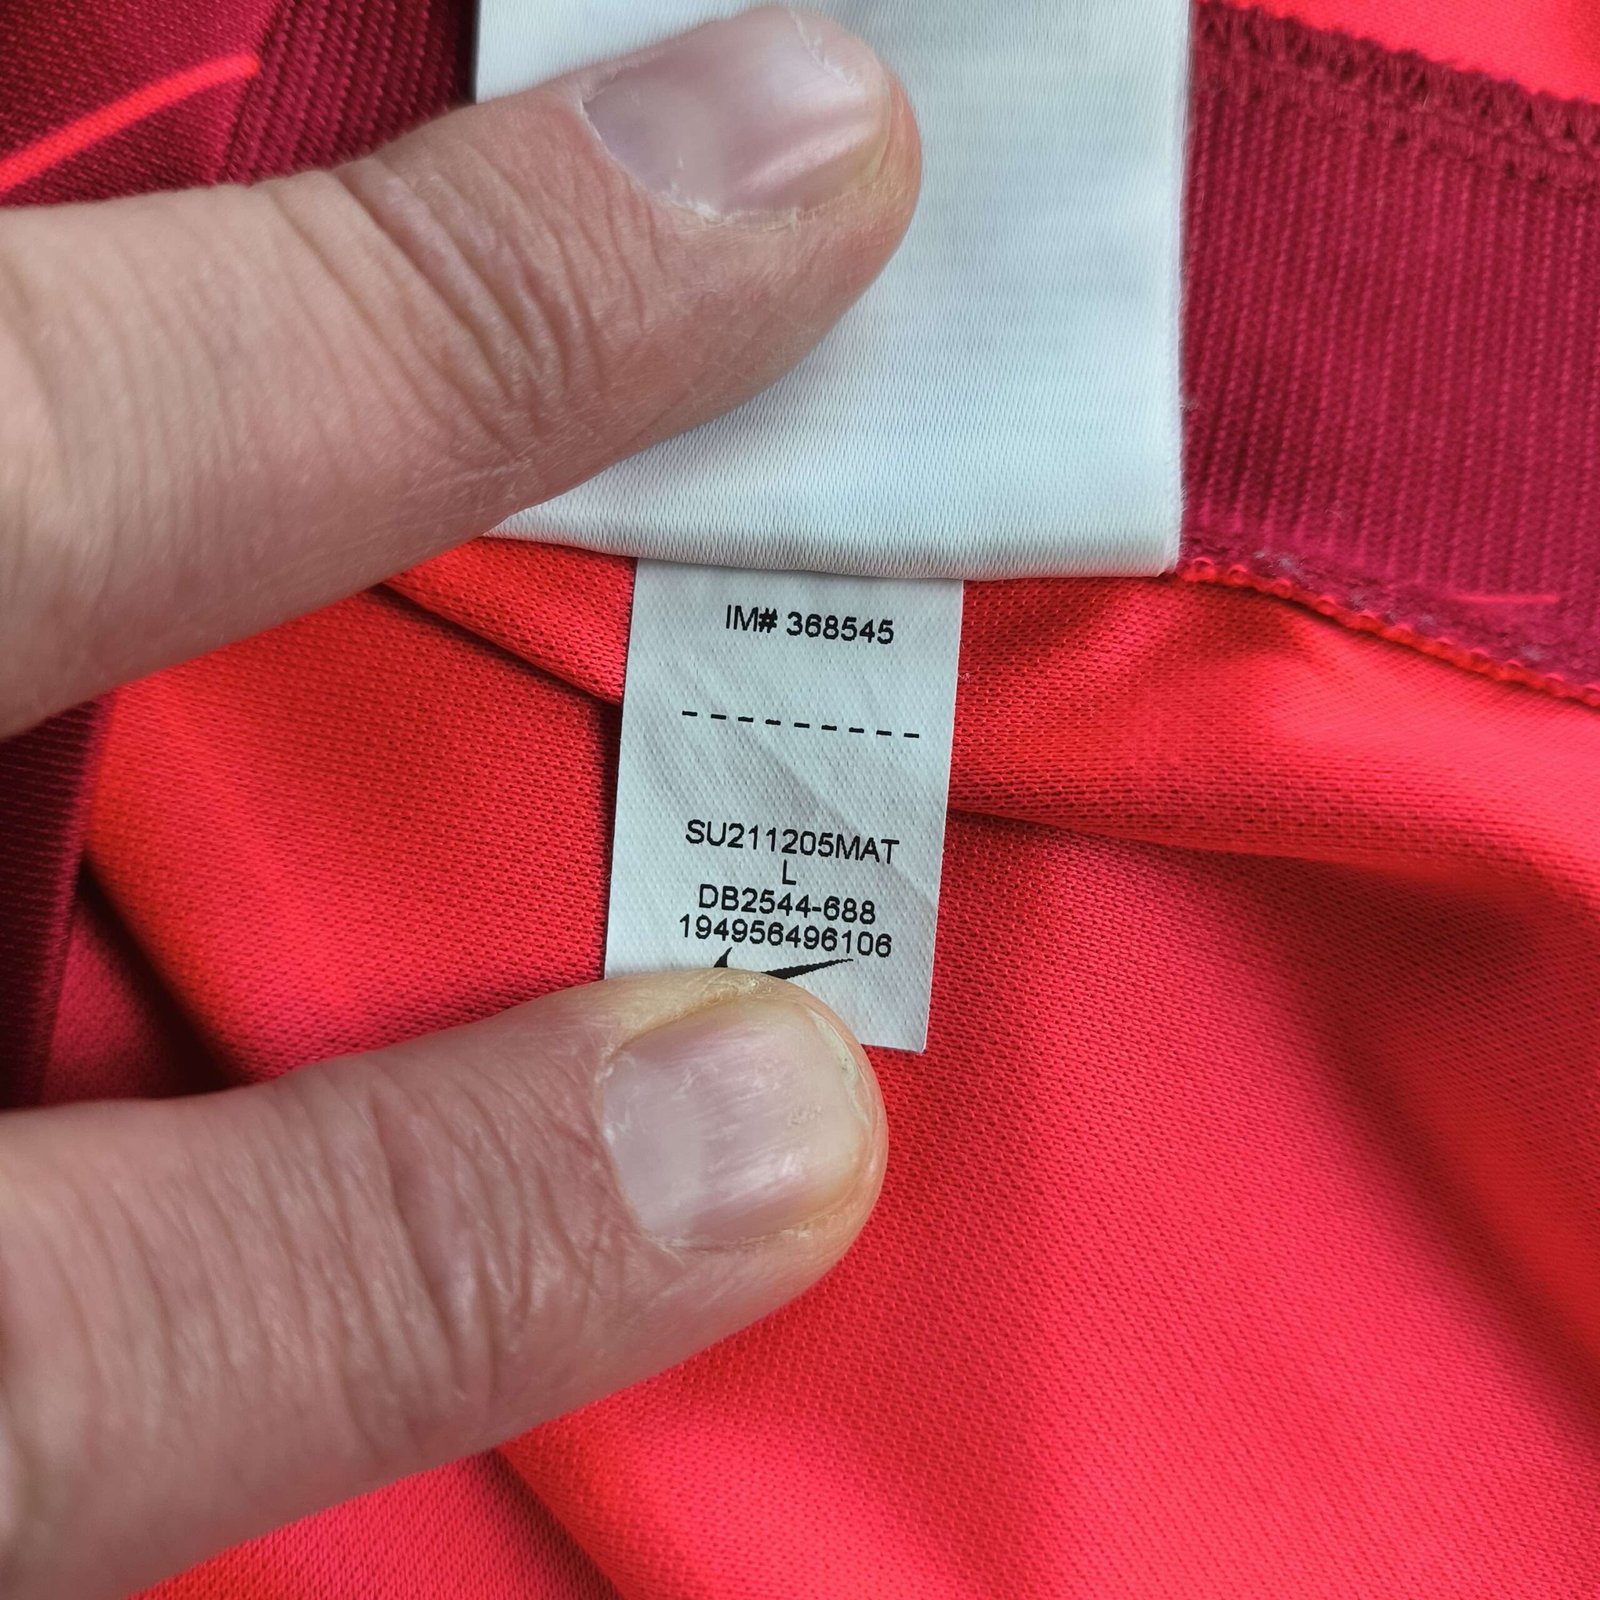 IM# 368545
---------
SU211205MAT
L
DB2544-688
194956496106